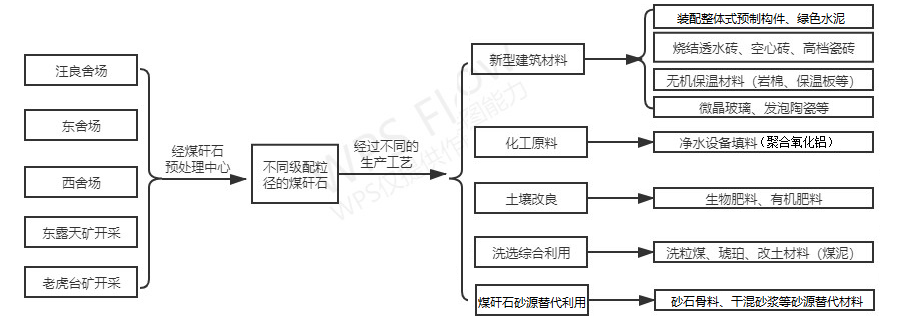 汪良舍场
东舍场
西舍场
东露天矿开采
老虎台矿开采
经煤矸石
预处理中心
不同级配粒
径的煤矸石
经过不同的
生产工艺
新型建筑材料
装配整体式预制构件、绿色水泥
烧结透水砖、空心砖、高档瓷砖
无机保温材料（岩棉、保温板等）
微晶玻璃、发泡陶瓷等
化工原料
净水设备填料（聚合氧化铝）
土壤改良
生物肥料、有机肥料
洗选综合利用
洗粒煤、琥珀、改土材料（煤泥）
煤矸石砂源替代利用
砂石骨料、干混砂浆等砂源替代材料
WPS FLOW